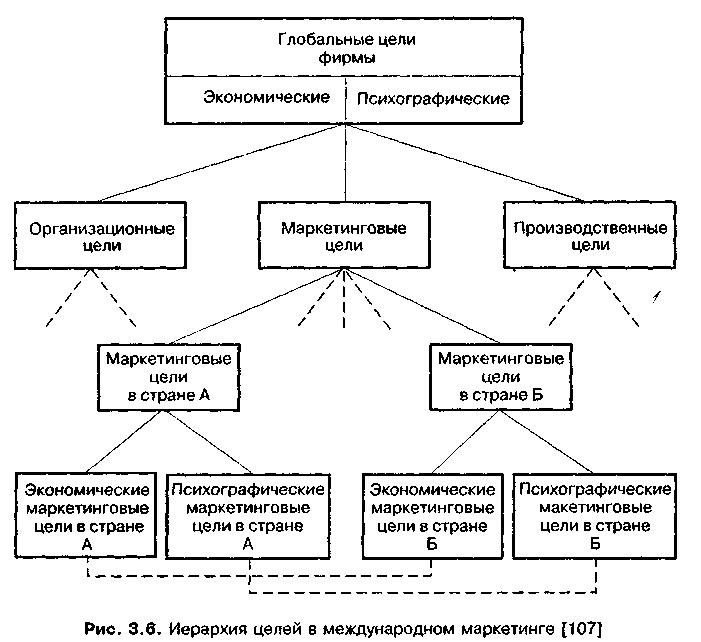 Глобальные цели
фирмы
Экономические
Психографические
Организационные
цели
Маркетинговые
цели
Производственные
цели
Маркетинговые
цели
в стране А
Маркетинговые
цели
в стране Б
Экономические
маркетинговые
цели в стране
А
Психографические
маркетинговые
цели в стране
А
Экономические
маркетинговые
цели в стране
Б
Психографические
макетинговые
цели в стране
Б
Рис. 3.6. Иерархия целей в международном маркетинге [107]